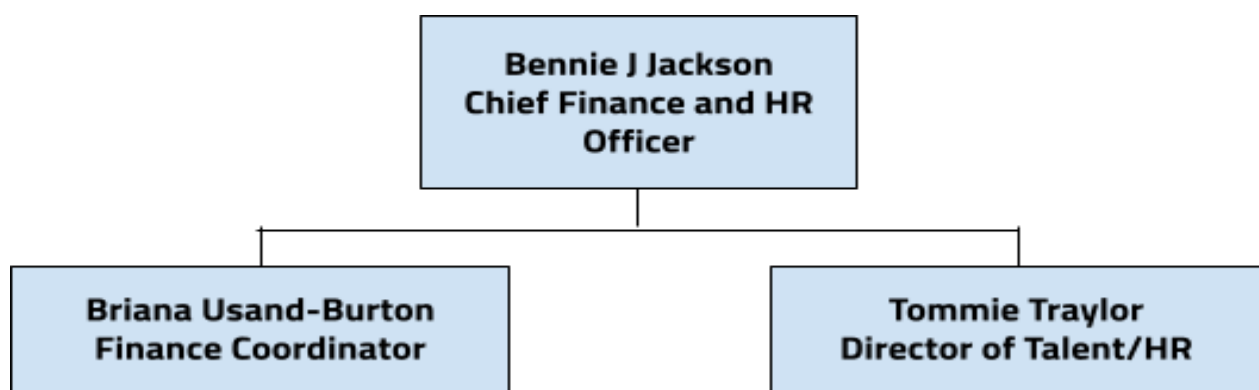 Bennie J Jackson
Chief Finance and HR
Officer
Briana Usand-Burton
Finance Coordinator
Tommie Traylor
Director of Talent/HR